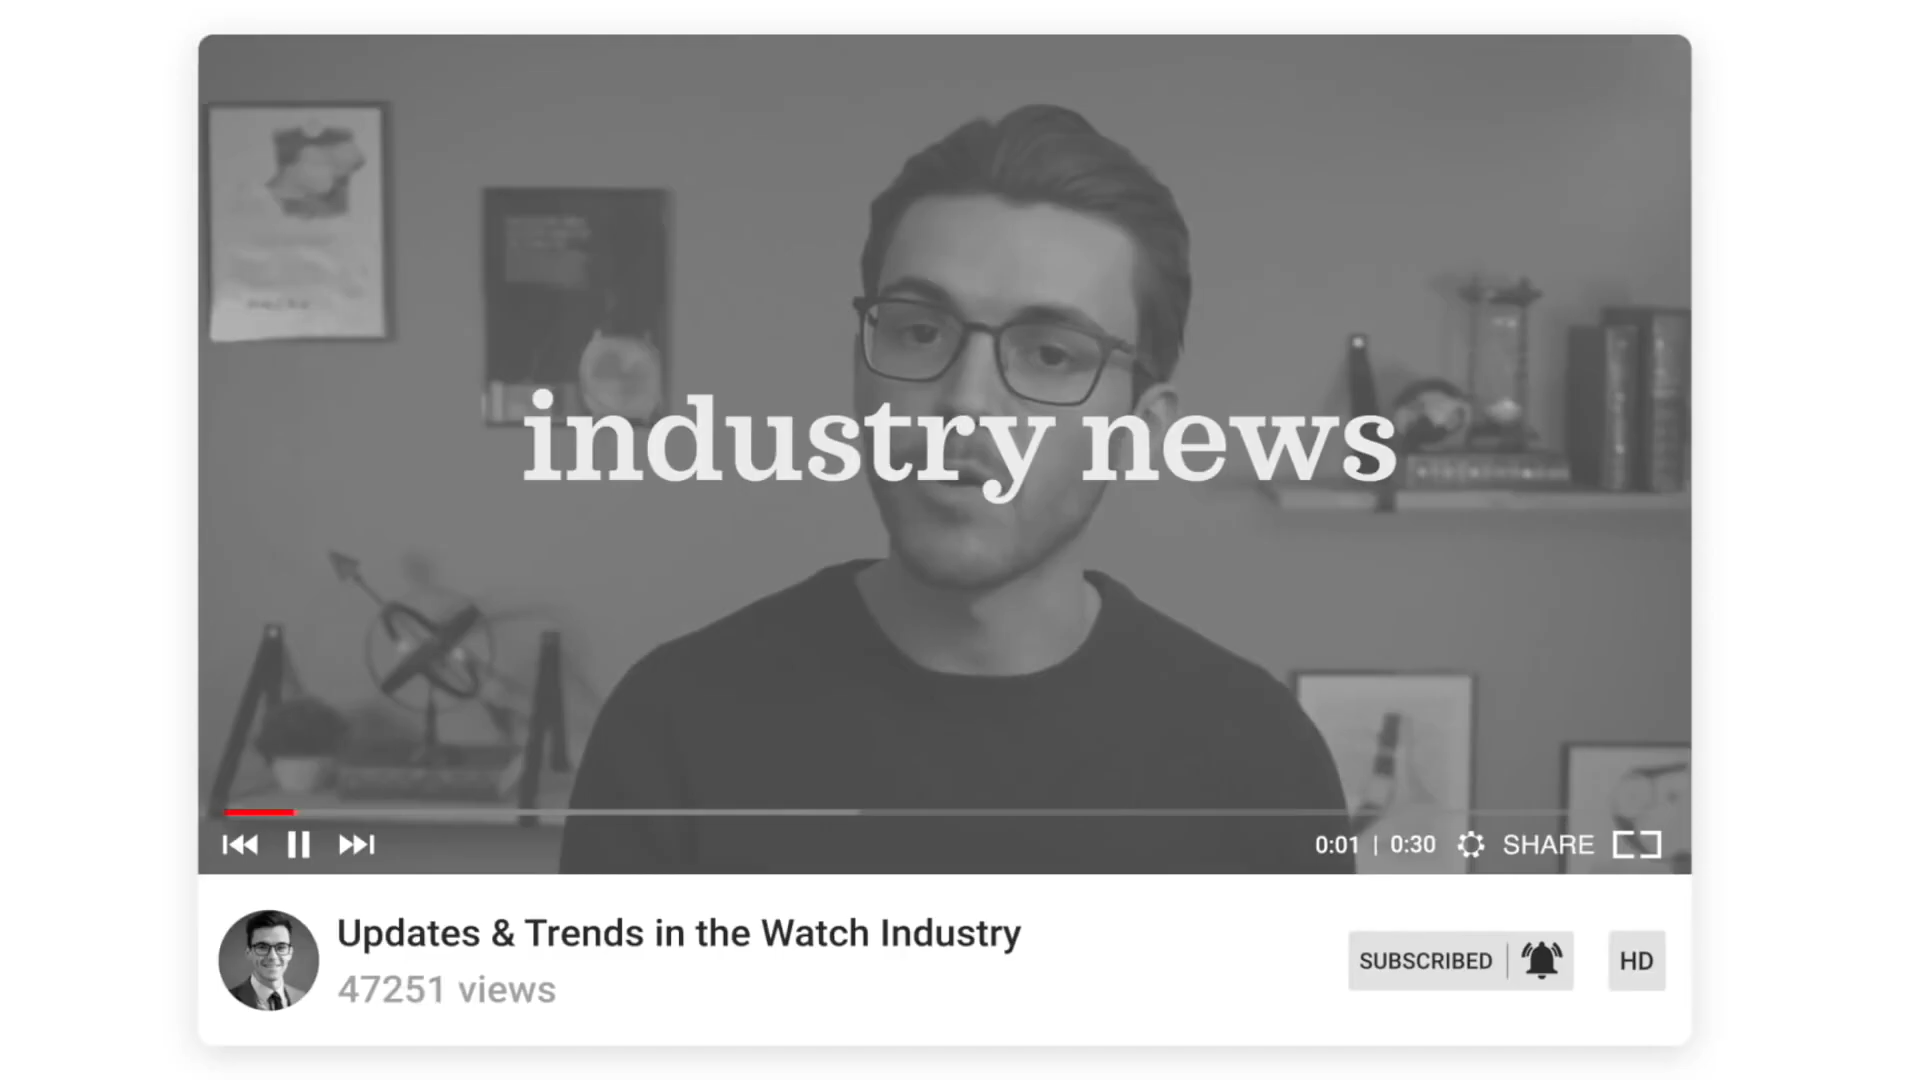 industry news
0:01 | 0:30 SHARE
Updates & Trends in the Watch Industry
47251 views
SUBSCRIBED
HD